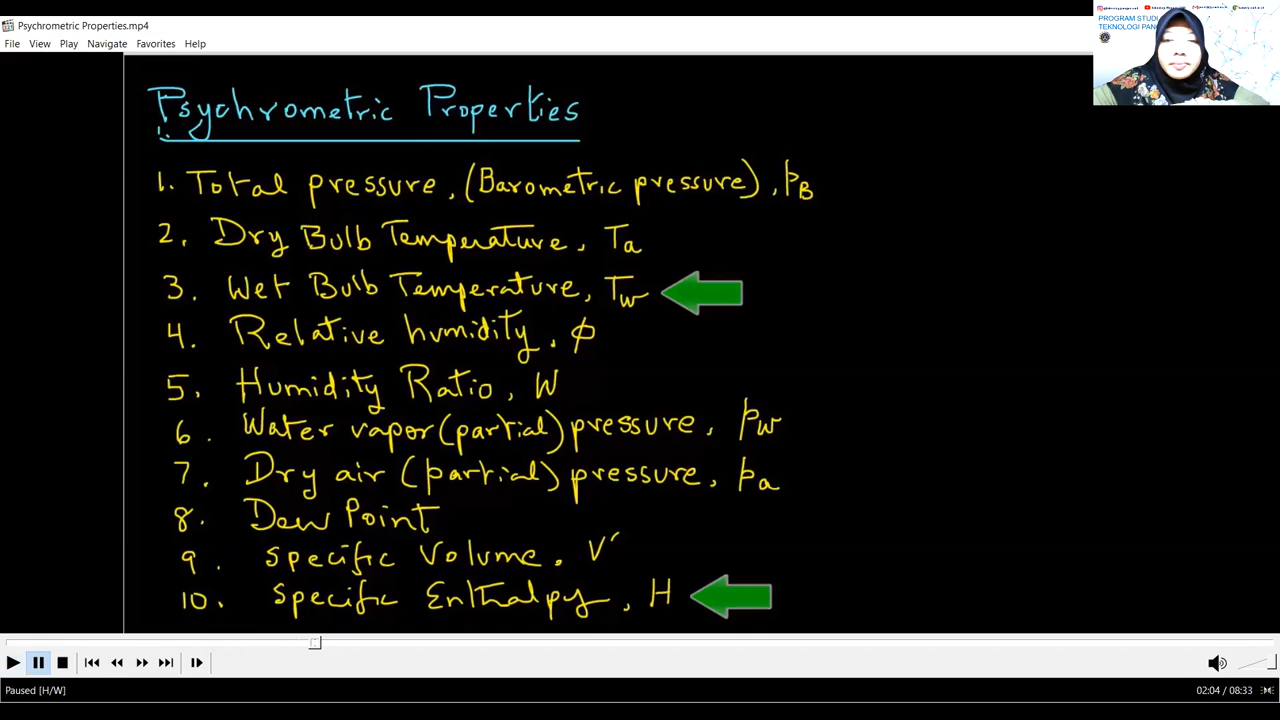 Psychrometric Properties.mp4
File View Play Navigate Favorites Help
PROGRAM STUDI
Psychrometric Properties
1. Total pressure, (Barometric pressure), PB
2. Dry Bulb Temperature, Ta
3. Wet Bulb Temperature, Tw
4. Relative humidity, φ
5. Humidity Ratio, W
6. Water vapor (partial) pressure, Pw
7. Dry air (partial) pressure, Pa
8. Dew Point
9. Specific Volume, V
10. Specific Enthalpy, H
Paused [H/W]
02:04 / 08:33